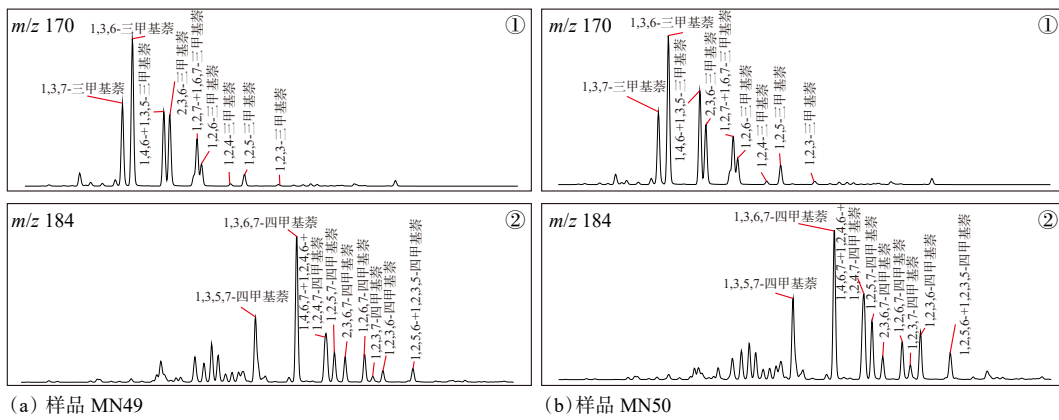 m/z 170
①
1,3,6-三甲基萘
1,3,7-三甲基萘
1,4,6-+1,3,5-三甲基萘
2,3,6-三甲基萘
1,2,7-+1,6,7-三甲基萘
1,2,6-三甲基萘
1,2,4-三甲基萘
1,2,5-三甲基萘
1,2,3-三甲基萘
m/z 184
②
1,3,6,7-四甲基萘
1,3,5,7-四甲基萘
1,4,6,7-+1,2,4,6-+
1,2,4,7-四甲基萘
1,2,5,7-四甲基萘
2,3,6,7-四甲基萘
1,2,6,7-四甲基萘
1,2,3,7-四甲基萘
1,2,3,6-四甲基萘
1,2,5,6-+1,2,3,5-四甲基萘
(a) 样品 MN49
m/z 170
①
1,3,6-三甲基萘
1,3,7-三甲基萘
1,4,6-+1,3,5-三甲基萘
2,3,6-三甲基萘
1,2,7-+1,6,7-三甲基萘
1,2,6-三甲基萘
1,2,4-三甲基萘
1,2,5-三甲基萘
1,2,3-三甲基萘
m/z 184
②
1,3,6,7-四甲基萘
1,3,5,7-四甲基萘
1,4,6,7-+1,2,4,6-+
1,2,4,7-四甲基萘
1,2,5,7-四甲基萘
2,3,6,7-四甲基萘
1,2,6,7-四甲基萘
1,2,3,7-四甲基萘
1,2,3,6-四甲基萘
1,2,5,6-+1,2,3,5-四甲基萘
(b) 样品 MN50